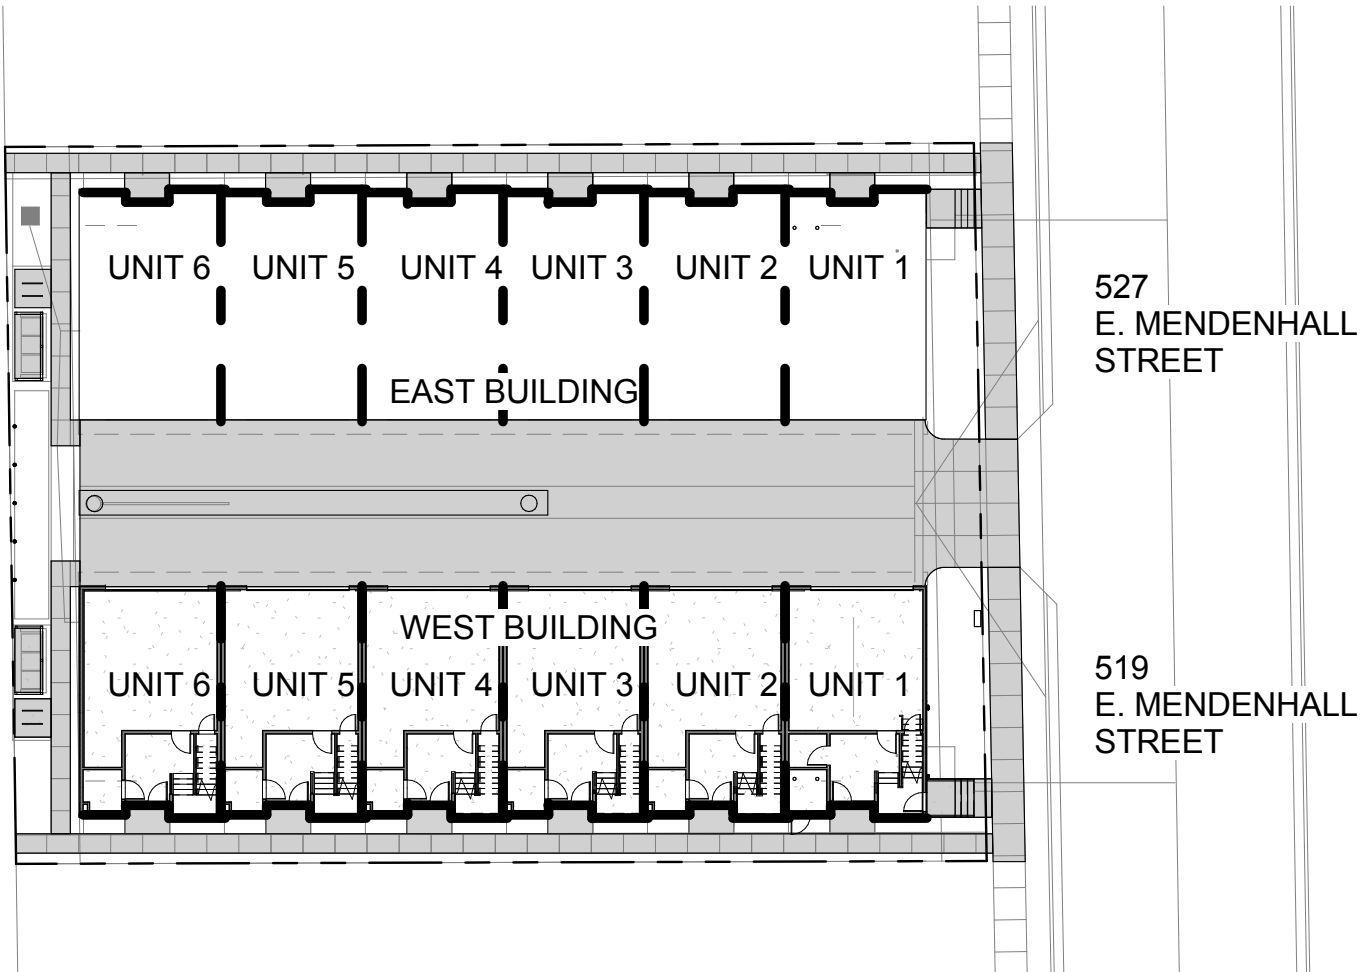 UNIT 6 UNIT 5 UNIT 4 UNIT 3 UNIT 2 UNIT 1
527
E. MENDENHALL
STREET
EAST BUILDING
WEST BUILDING
UNIT 6 UNIT 5 UNIT 4 UNIT 3 UNIT 2 UNIT 1
519
E. MENDENHALL
STREET